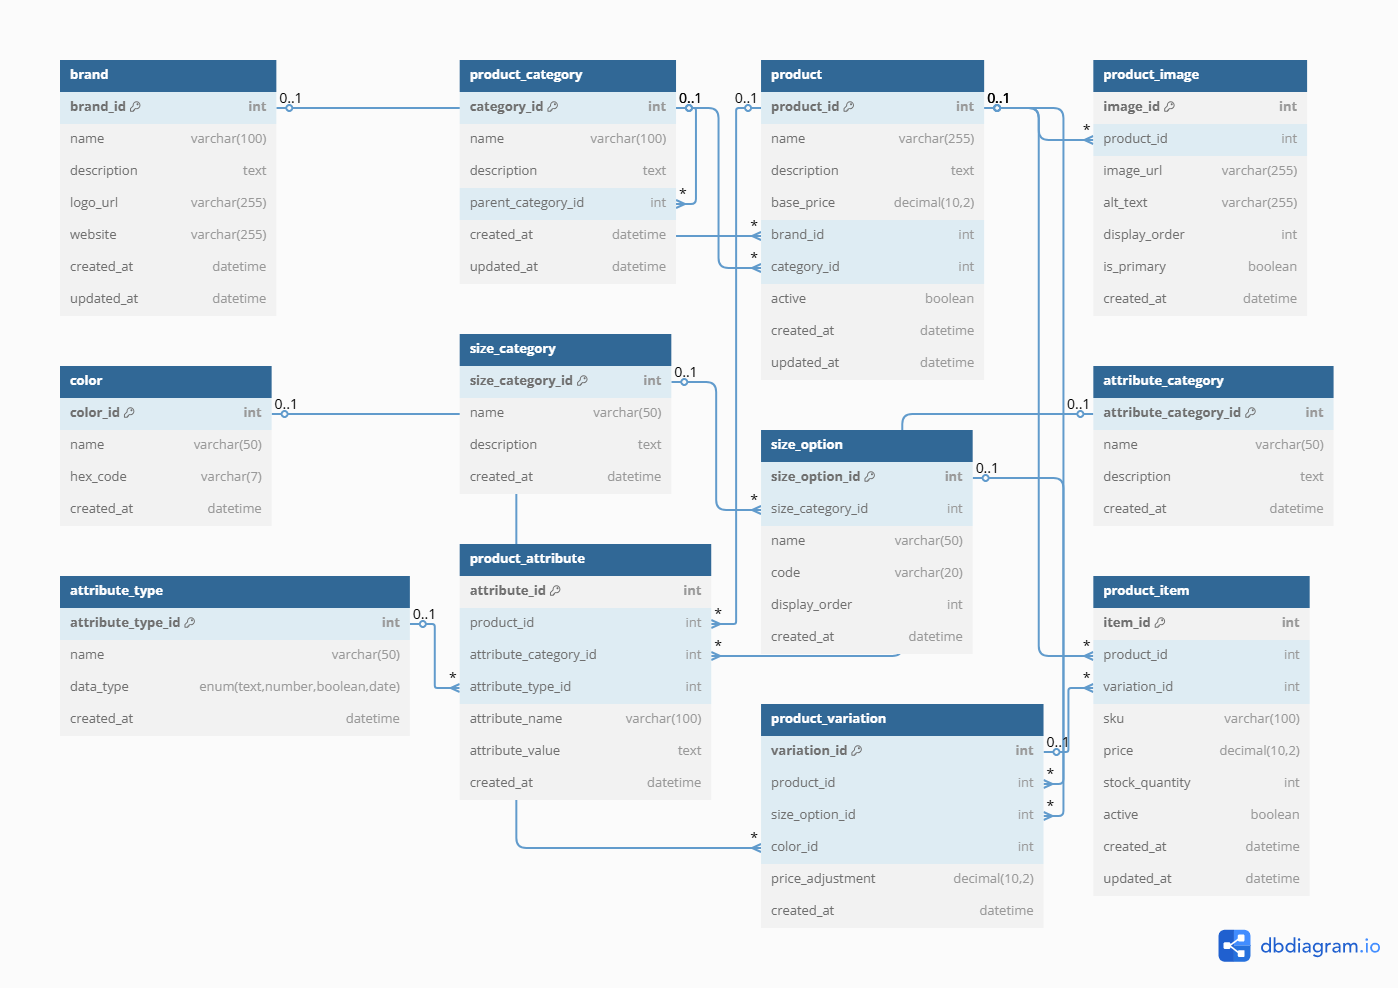 brand
brand_id int
name varchar(100)
description text
logo_url varchar(255)
website varchar(255)
created_at datetime
updated_at datetime
0..1
product_category
category_id int
name varchar(100)
description text
parent_category_id int
created_at datetime
updated_at datetime
0..1
*
product
product_id int
name varchar(255)
description text
base_price decimal(10,2)
brand_id int
category_id int
active boolean
created_at datetime
updated_at datetime
0..1
0..1
*
*
product_image
image_id int
product_id int
image_url varchar(255)
alt_text varchar(255)
display_order int
is_primary boolean
created_at datetime
*
color
color_id int
name varchar(50)
hex_code varchar(7)
created_at datetime
0..1
size_category
size_category_id int
name varchar(50)
description text
created_at datetime
0..1
size_option
size_option_id int
size_category_id int
name varchar(50)
code varchar(20)
display_order int
created_at datetime
0..1
*
attribute_category
attribute_category_id int
name varchar(50)
description text
created_at datetime
0..1
attribute_type
attribute_type_id int
name varchar(50)
data_type enum(text,number,boolean,date)
created_at datetime
0..1
product_attribute
attribute_id int
product_id int
attribute_category_id int
attribute_type_id int
attribute_name varchar(100)
attribute_value text
created_at datetime
*
*
*
product_variation
variation_id int
product_id int
size_option_id int
color_id int
price_adjustment decimal(10,2)
created_at datetime
0..1
*
*
*
product_item
item_id int
product_id int
variation_id int
sku varchar(100)
price decimal(10,2)
stock_quantity int
active boolean
created_at datetime
updated_at datetime
*
*
dbdiagram.io